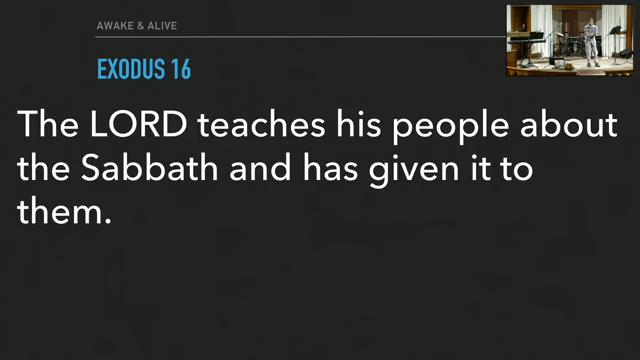 AWAKE & ALIVE
EXODUS 16
The LORD teaches his people about
the Sabbath and has given it to
them.